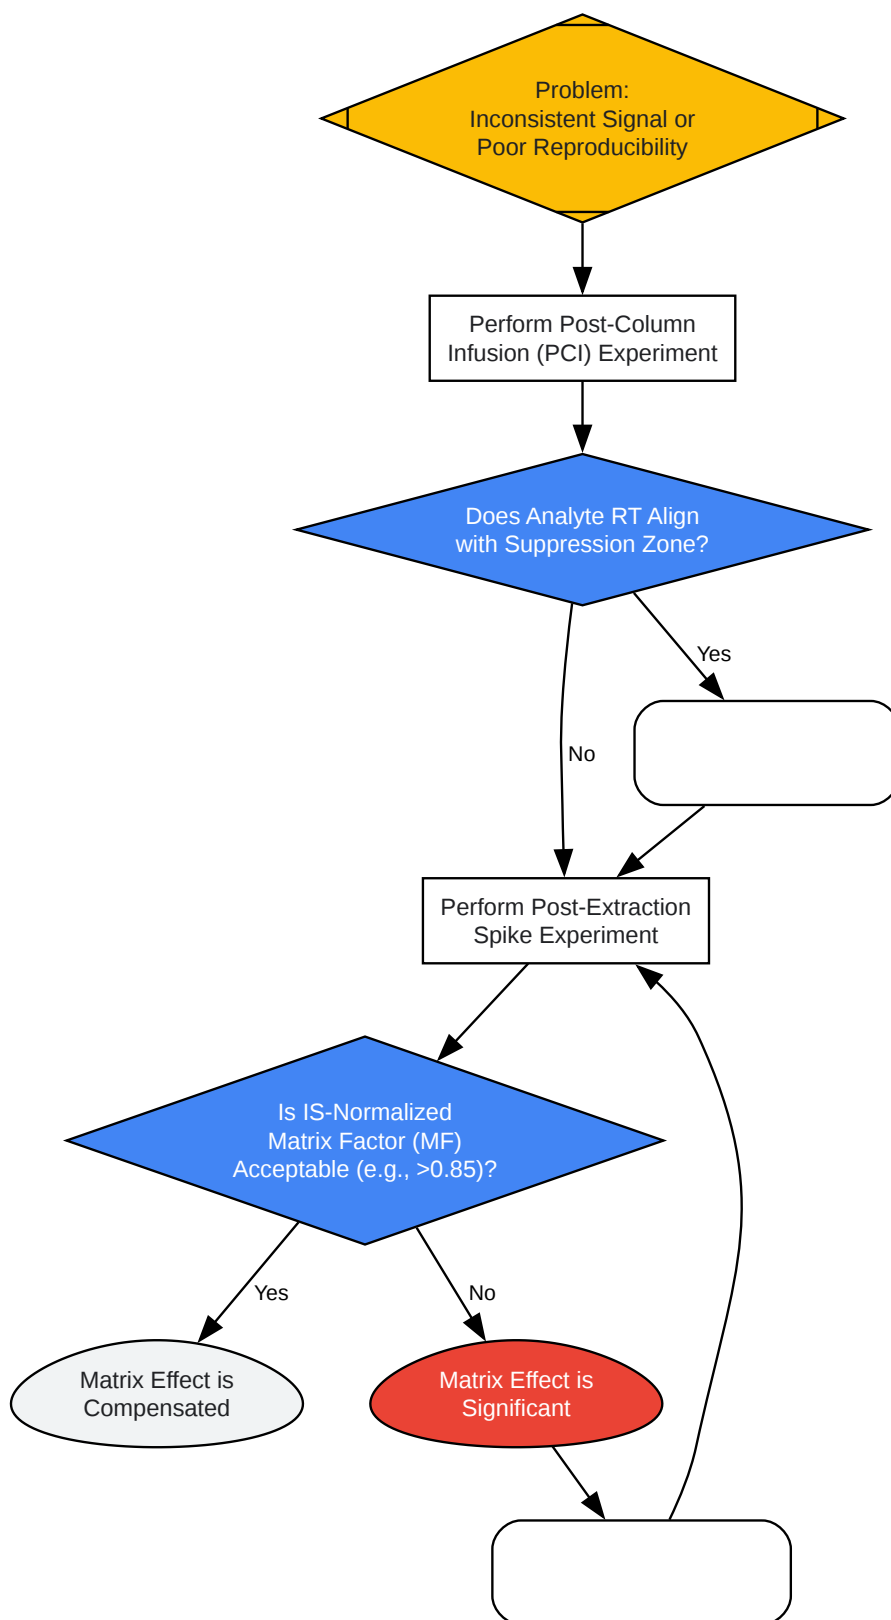 Problem:
Inconsistent Signal or
Poor Reproducibility
Perform Post-Column
Infusion (PCI) Experiment
Does Analyte RT Align
with Suppression Zone?
Yes
No
Perform Post-Extraction
Spike Experiment
Is IS-Normalized
Matrix Factor (MF)
Acceptable (e.g., >0.85)?
Yes
No
Matrix Effect is
Compensated
Matrix Effect is
Significant